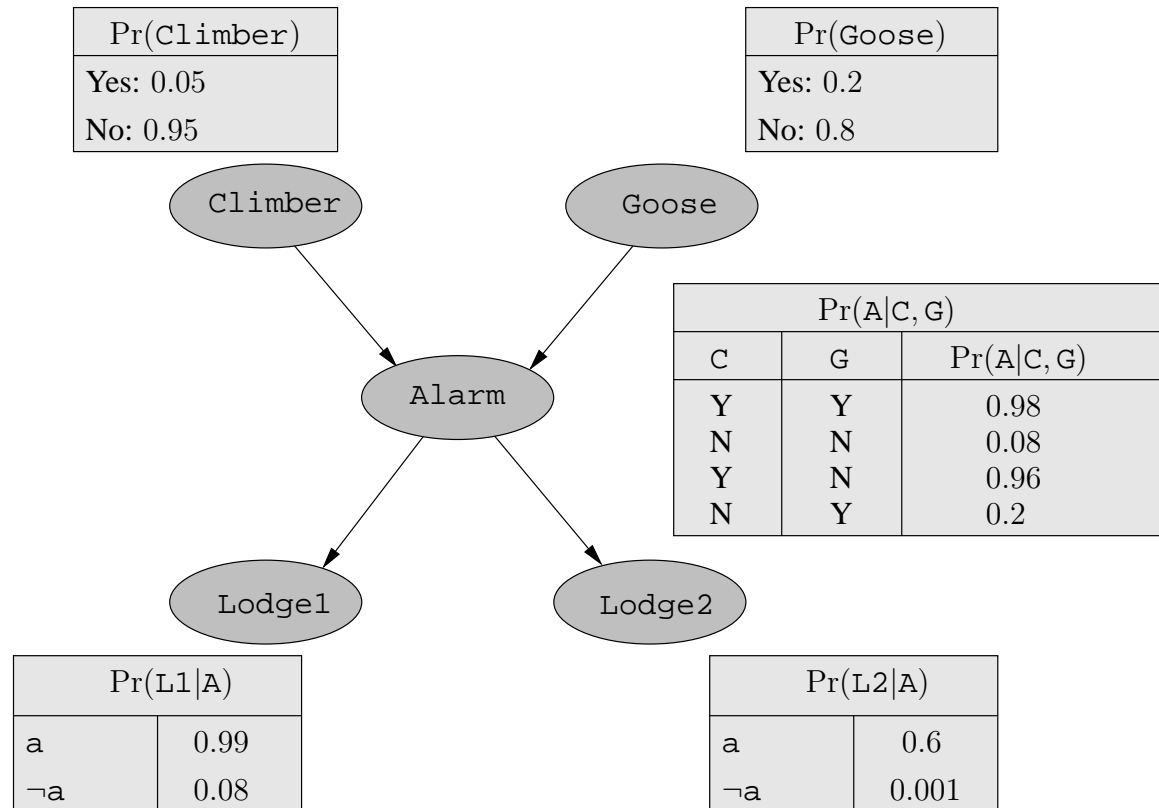 Pr(Climber)
Yes: 0.05
No: 0.95
Pr(Goose)
Yes: 0.2
No: 0.8
Climber
Goose
Pr(A|C, G)
C G Pr(A|C, G)
Y Y 0.98
N N 0.08
Y N 0.96
N Y 0.2
Alarm
Lodge1
Lodge2
Pr(L1|A)
a 0.99
¬a 0.08
Pr(L2|A)
a 0.6
¬a 0.001